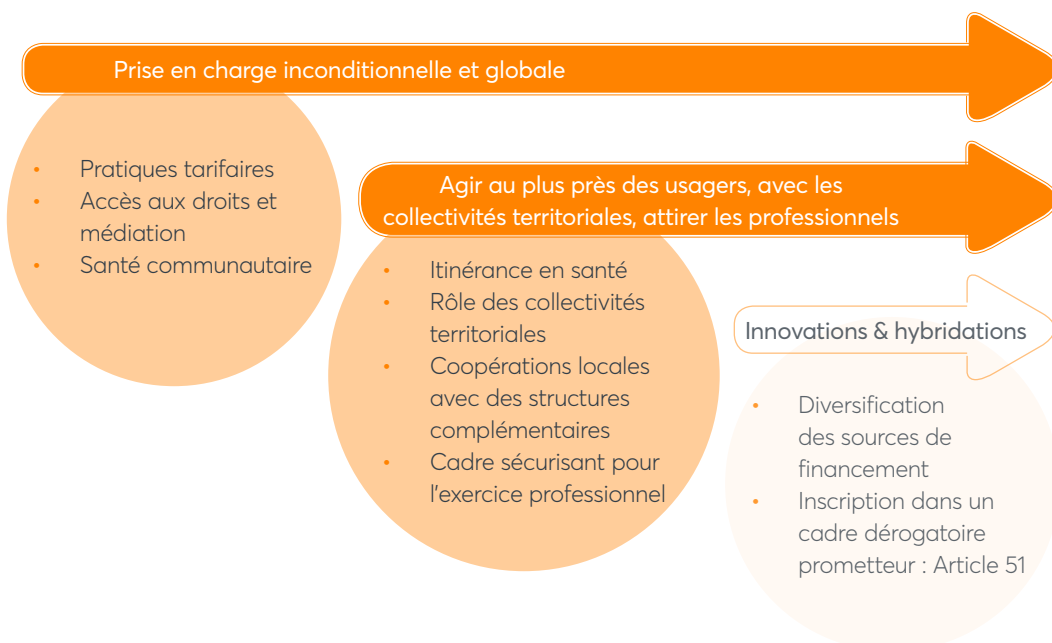 Prise en charge inconditionnelle et globale
• Pratiques tarifaires
• Accès aux droits et
médiation
• Santé communautaire
Agir au plus près des usagers, avec les
collectivités territoriales, attirer les professionnels
• Itinérance en santé
• Rôle des collectivités
territoriales
• Coopérations locales
avec des structures
complémentaires
• Cadre sécurisant pour
l'exercice professionnel
Innovations & hybridations
• Diversification
des sources de
financement
• Inscription dans un
cadre dérogatoire
prometteur : Article 51